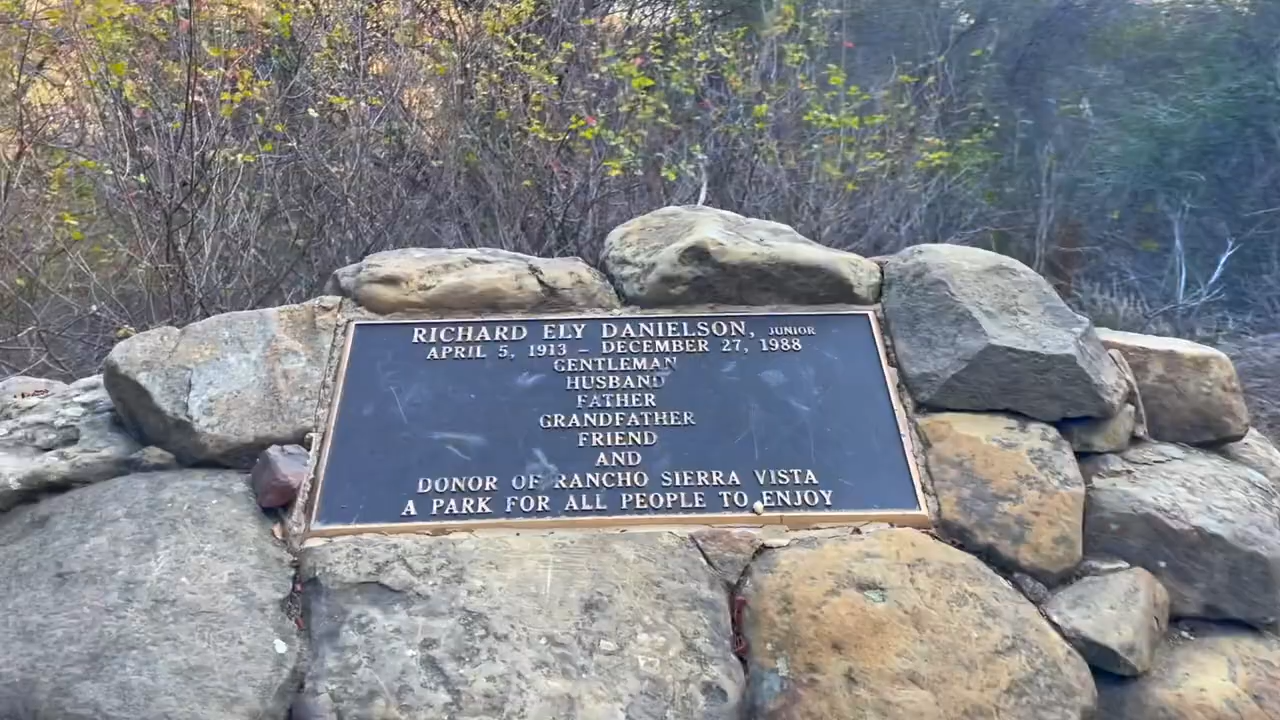 RICHARD ELY DANIELSON, JUNIOR
APRIL 5, 1913 – DECEMBER 27, 1988
GENTLEMAN
HUSBAND
FATHER
GRANDFATHER
FRIEND
AND
DONOR OF RANCHO SIERRA VISTA
A PARK FOR ALL PEOPLE TO ENJOY